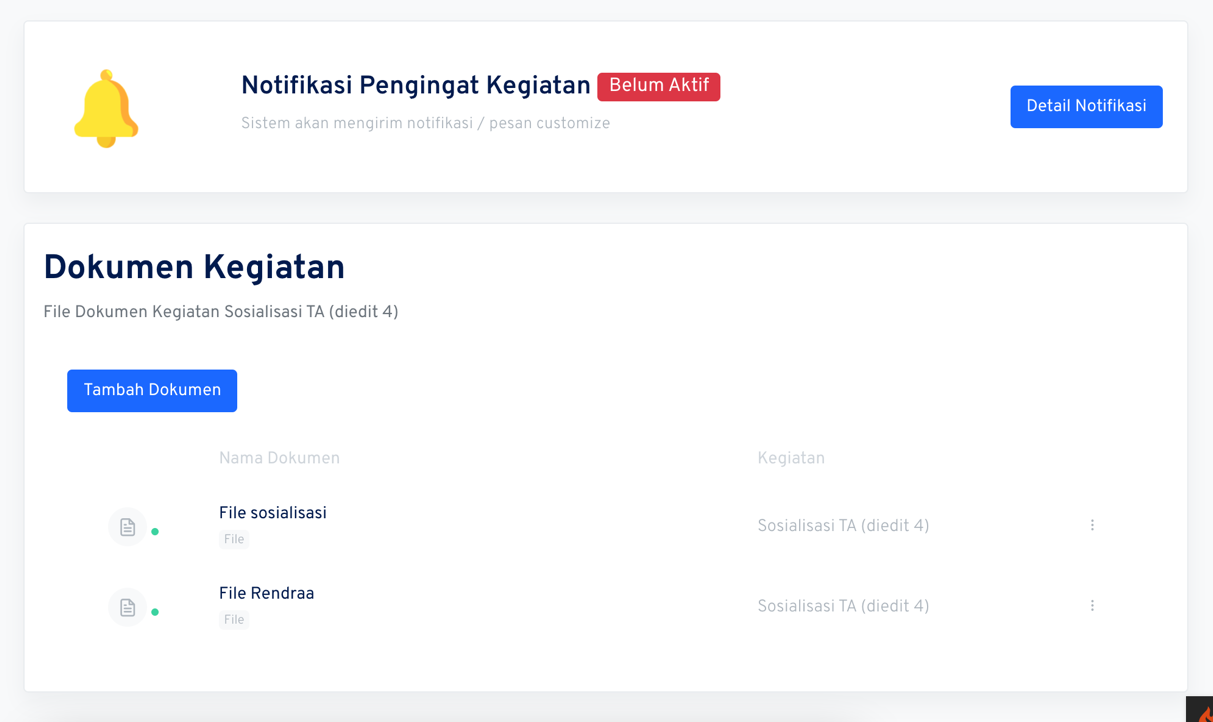 Notifikasi Pengingat Kegiatan Belum Aktif
Sistem akan mengirim notifikasi / pesan customize
Detail Notifikasi
Dokumen Kegiatan
File Dokumen Kegiatan Sosialisasi TA (diedit 4)
Tambah Dokumen
Nama Dokumen Kegiatan
File sosialisasi
File
Sosialisasi TA (diedit 4)
File Rendraa
File
Sosialisasi TA (diedit 4)